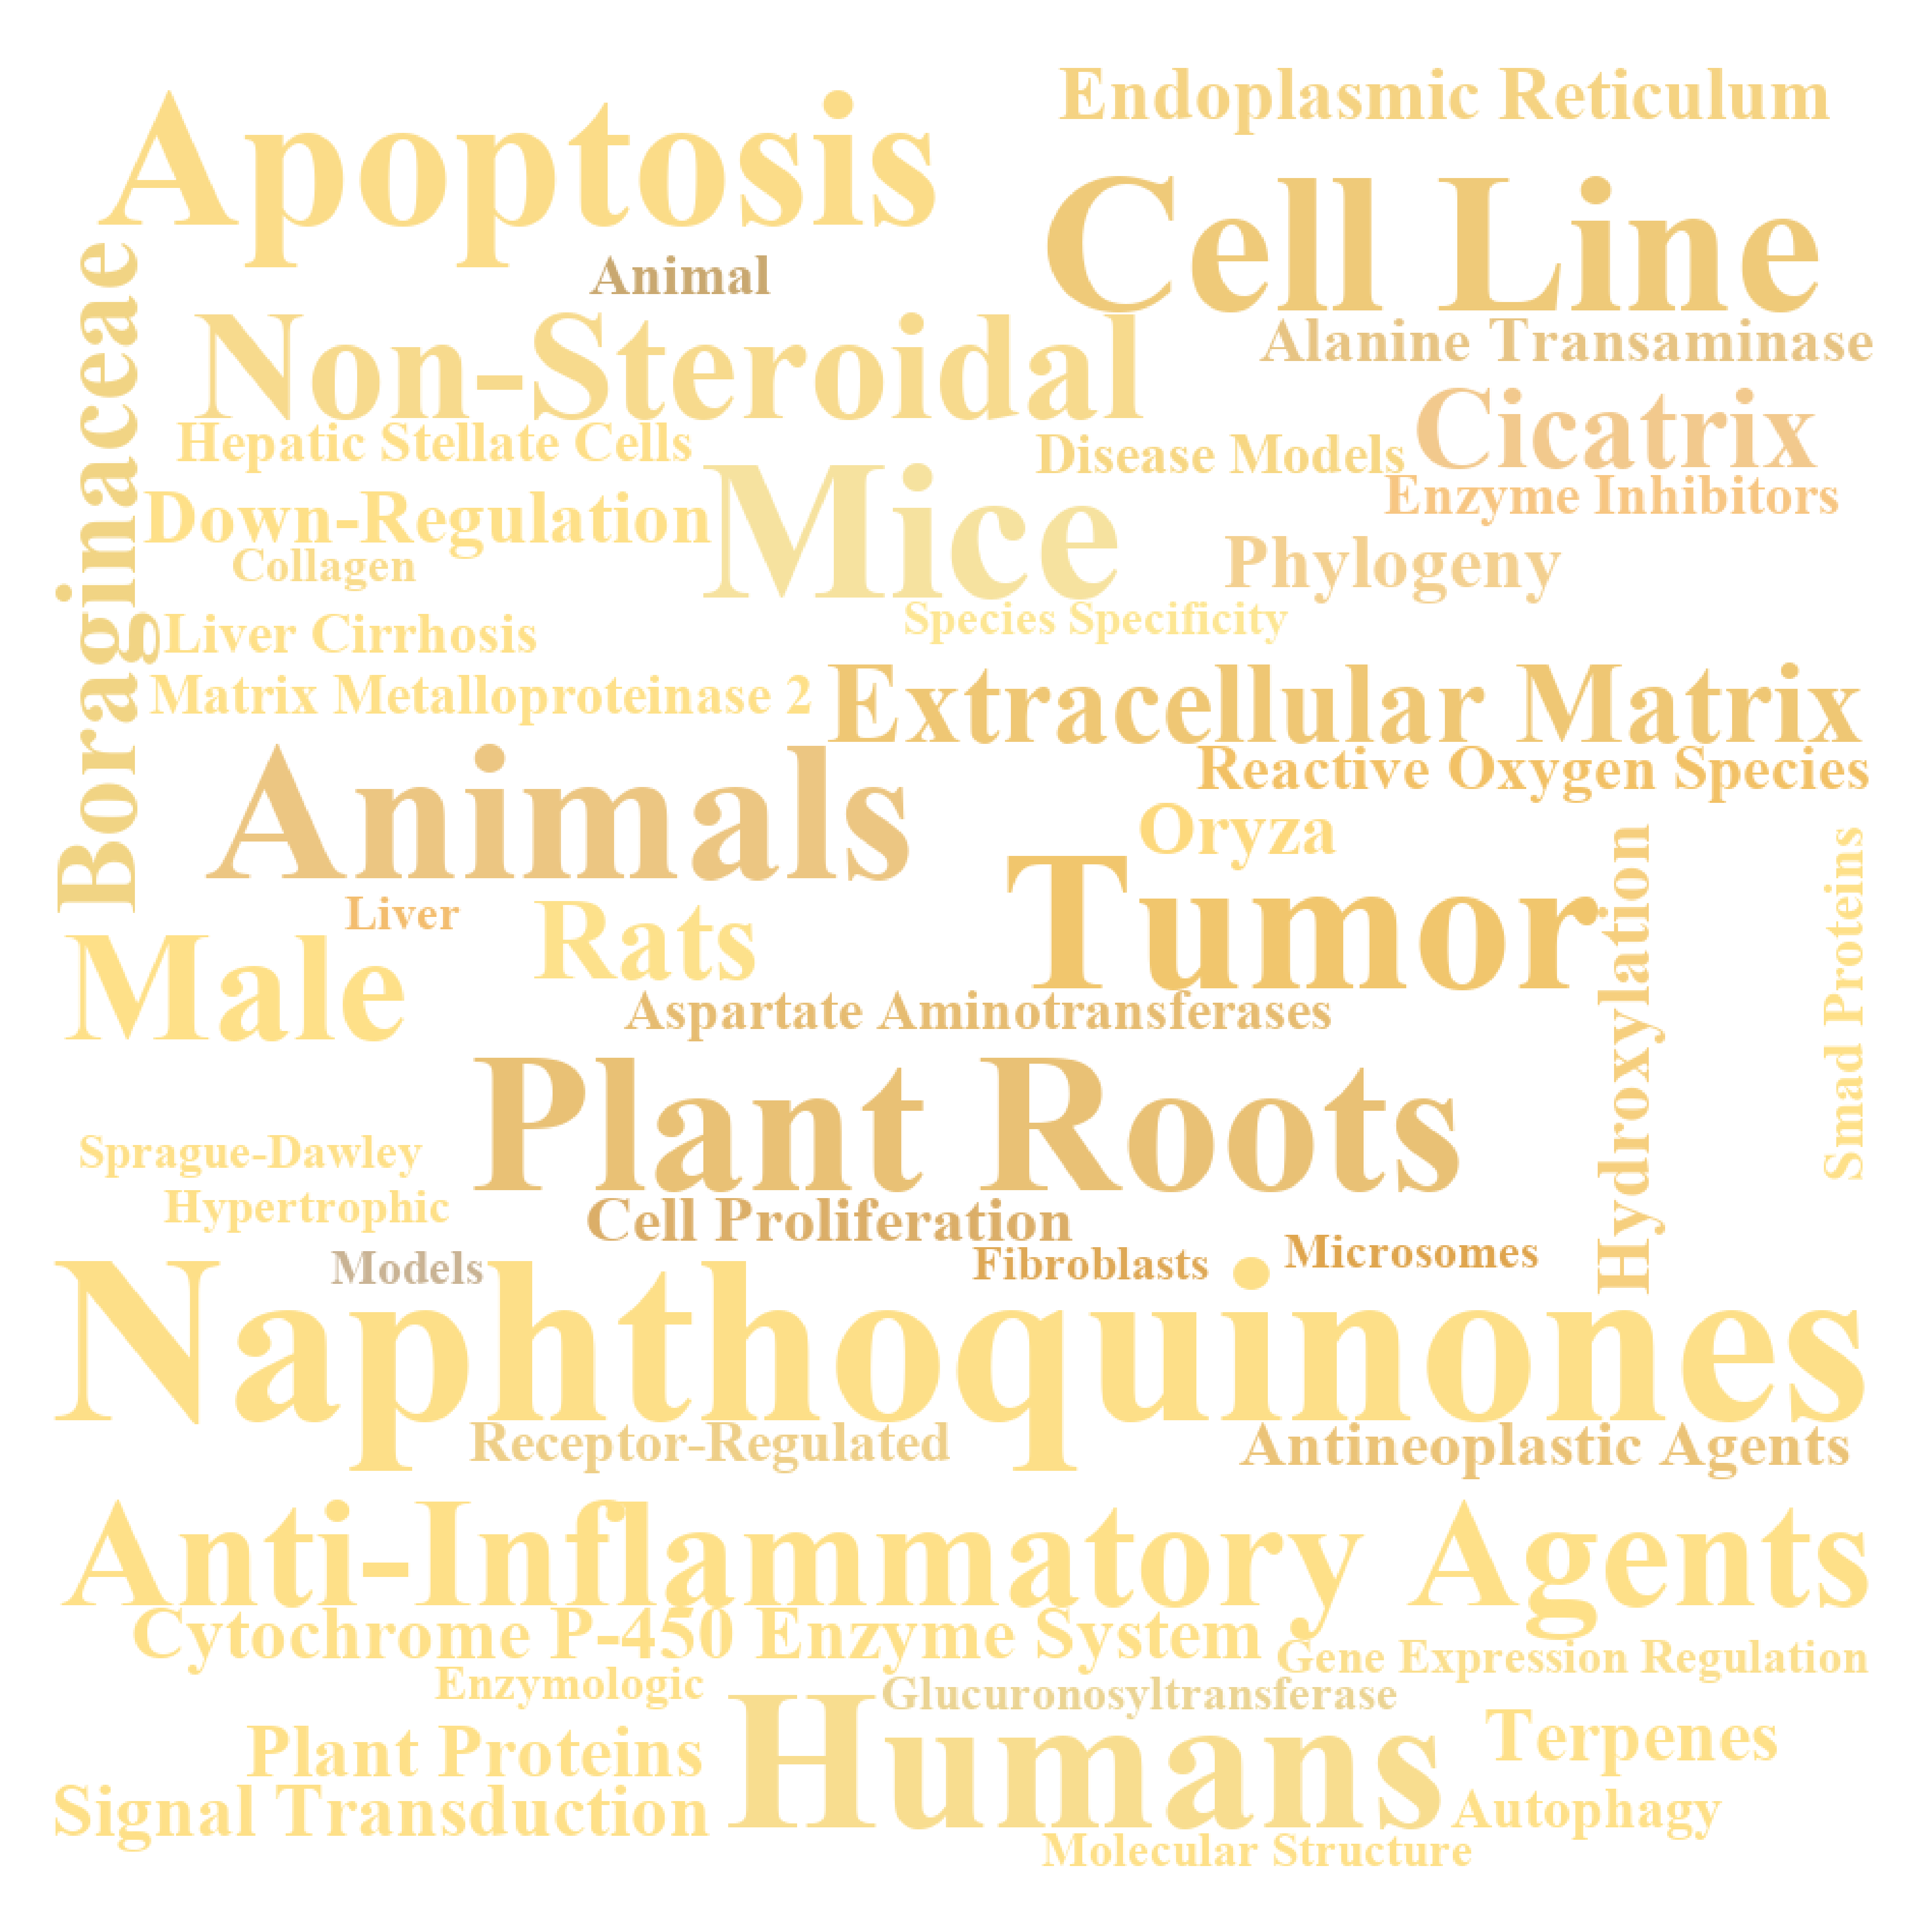 Endoplasmic Reticulum
Apoptosis
Cell Line
Animal
Boraginaceae
Non-Steroidal
Alanine Transaminase
Cicatrix
Hepatic Stellate Cells
Disease Models
Mice
Enzyme Inhibitors
Down-Regulation
Collagen
Phylogeny
Species Specificity
Liver Cirrhosis
Matrix Metalloproteinase 2
Extracellular Matrix
Reactive Oxygen Species
Animals
Oryza
Tumor
Hydroxylation
Smad Proteins
Liver
Rats
Male
Aspartate Aminotransferases
Plant Roots
Sprague-Dawley
Hypertrophic
Cell Proliferation
Models
Fibroblasts
Microsomes
Naphthoquinones
Receptor-Regulated
Antineoplastic Agents
Anti-Inflammatory Agents
Cytochrome P-450 Enzyme System
Gene Expression Regulation
Enzymologic
Glucuronosyltransferase
Humans
Plant Proteins
Terpenes
Signal Transduction
Autophagy
Molecular Structure